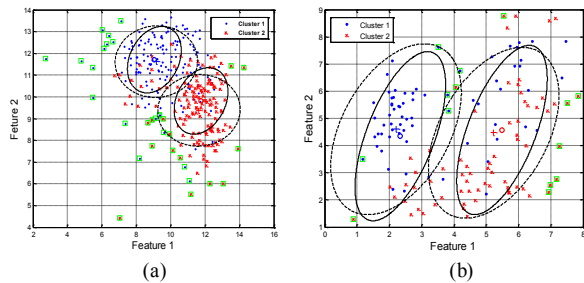 14
13
12
11
10
9
8
7
6
5
4
Feture 2
Cluster 1
Cluster 2
2 4 6 8 10 12 14 16
Feature 1
(a)
9
8
7
6
5
4
3
2
1
Feature 2
Cluster 1
Cluster 2
0 1 2 3 4 5 6 7 8
Feature 1
(b)